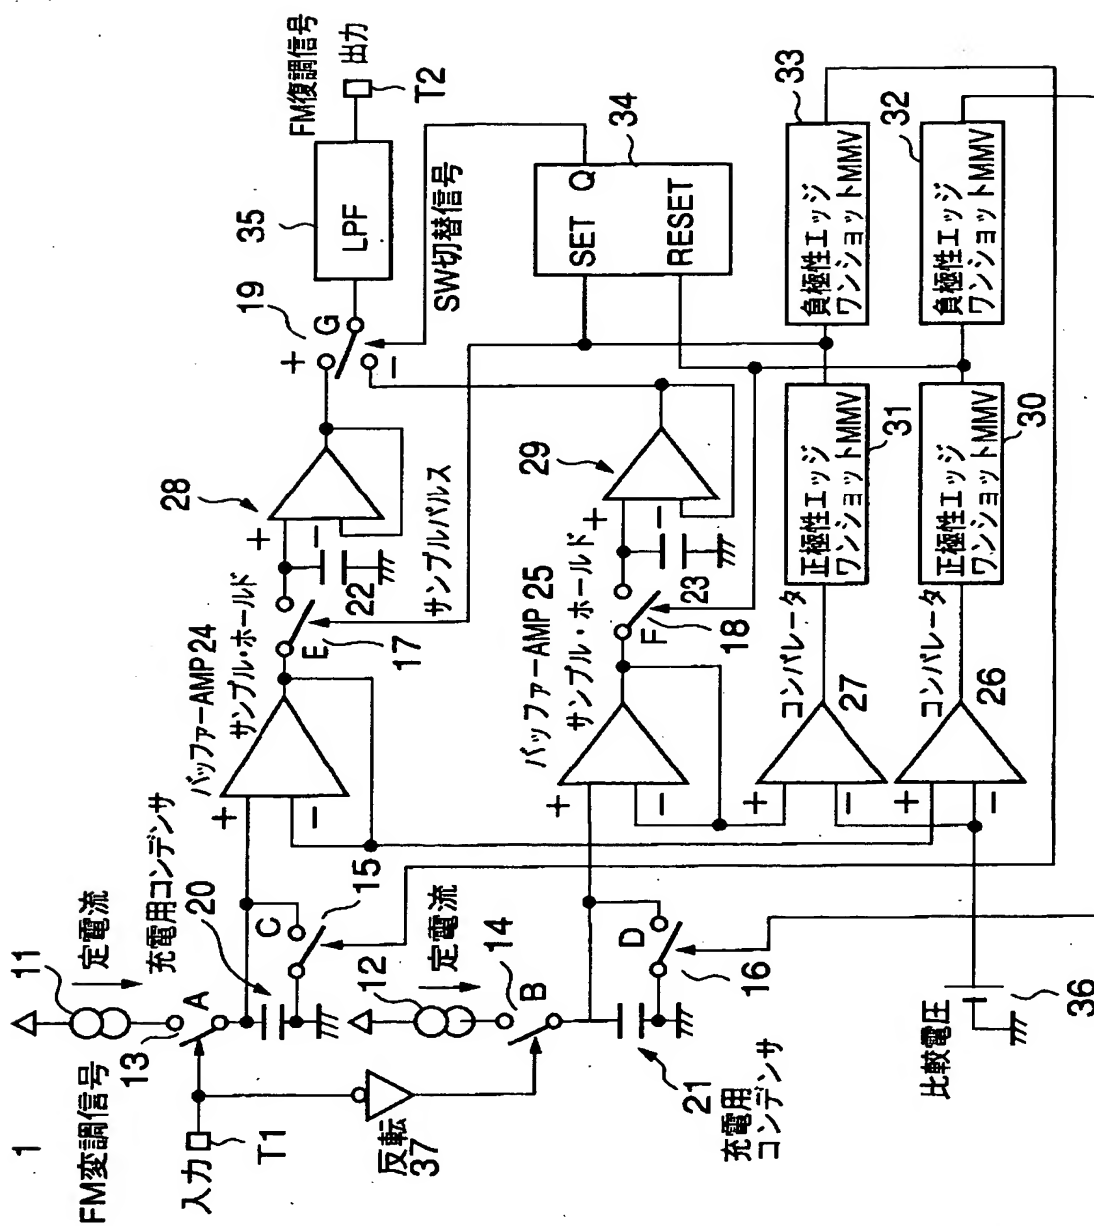 1
FM変調信号
入力
T1
13
A
11
定電流
充電用コンデンサ
20
C
15
反転
37
12
定電流
14
B
21
充電用
コンデンサ
D
16
比較電圧
36
バッファーAMP24
サンプル・ホールド
+
−
E
17
22
サンプルパルス
28
+
−
バッファーAMP25
サンプル・ホールド
+
−
F
18
23
29
+
−
コンパレータ
27
+
−
コンパレータ
26
+
−
正極性エッジ
ワンショットMMV
31
正極性エッジ
ワンショットMMV
30
負極性エッジ
ワンショットMMV
33
負極性エッジ
ワンショットMMV
32
SET
Q
RESET
34
SW切替信号
19
+
−
G
35
LPF
FM復調信号
出力
T2